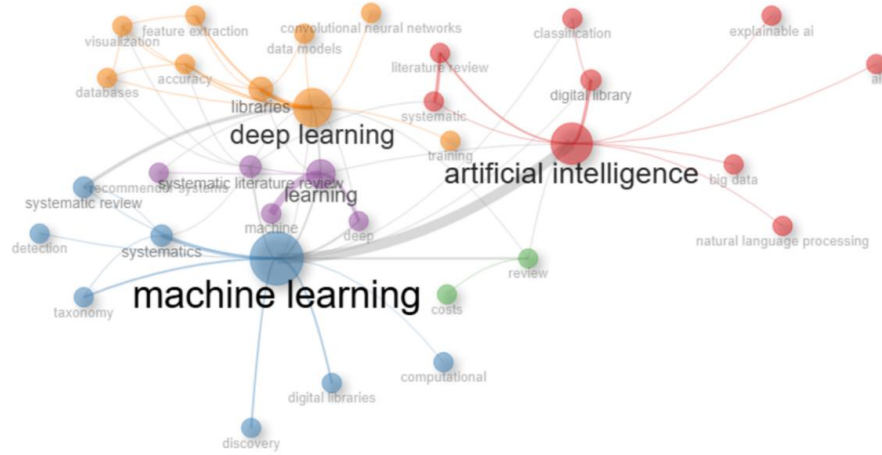 feature extraction
convolutional neural networks
visualization
data models
classification
explainable ai
literature review
accuracy
databases
libraries
systematic
digital library
deep learning
training
artificial intelligence
big data
recommender systems
systematic literature review
systematic review
learning
machine
deep
natural language processing
detection
systematics
review
machine learning
taxonomy
costs
computational
digital libraries
discovery